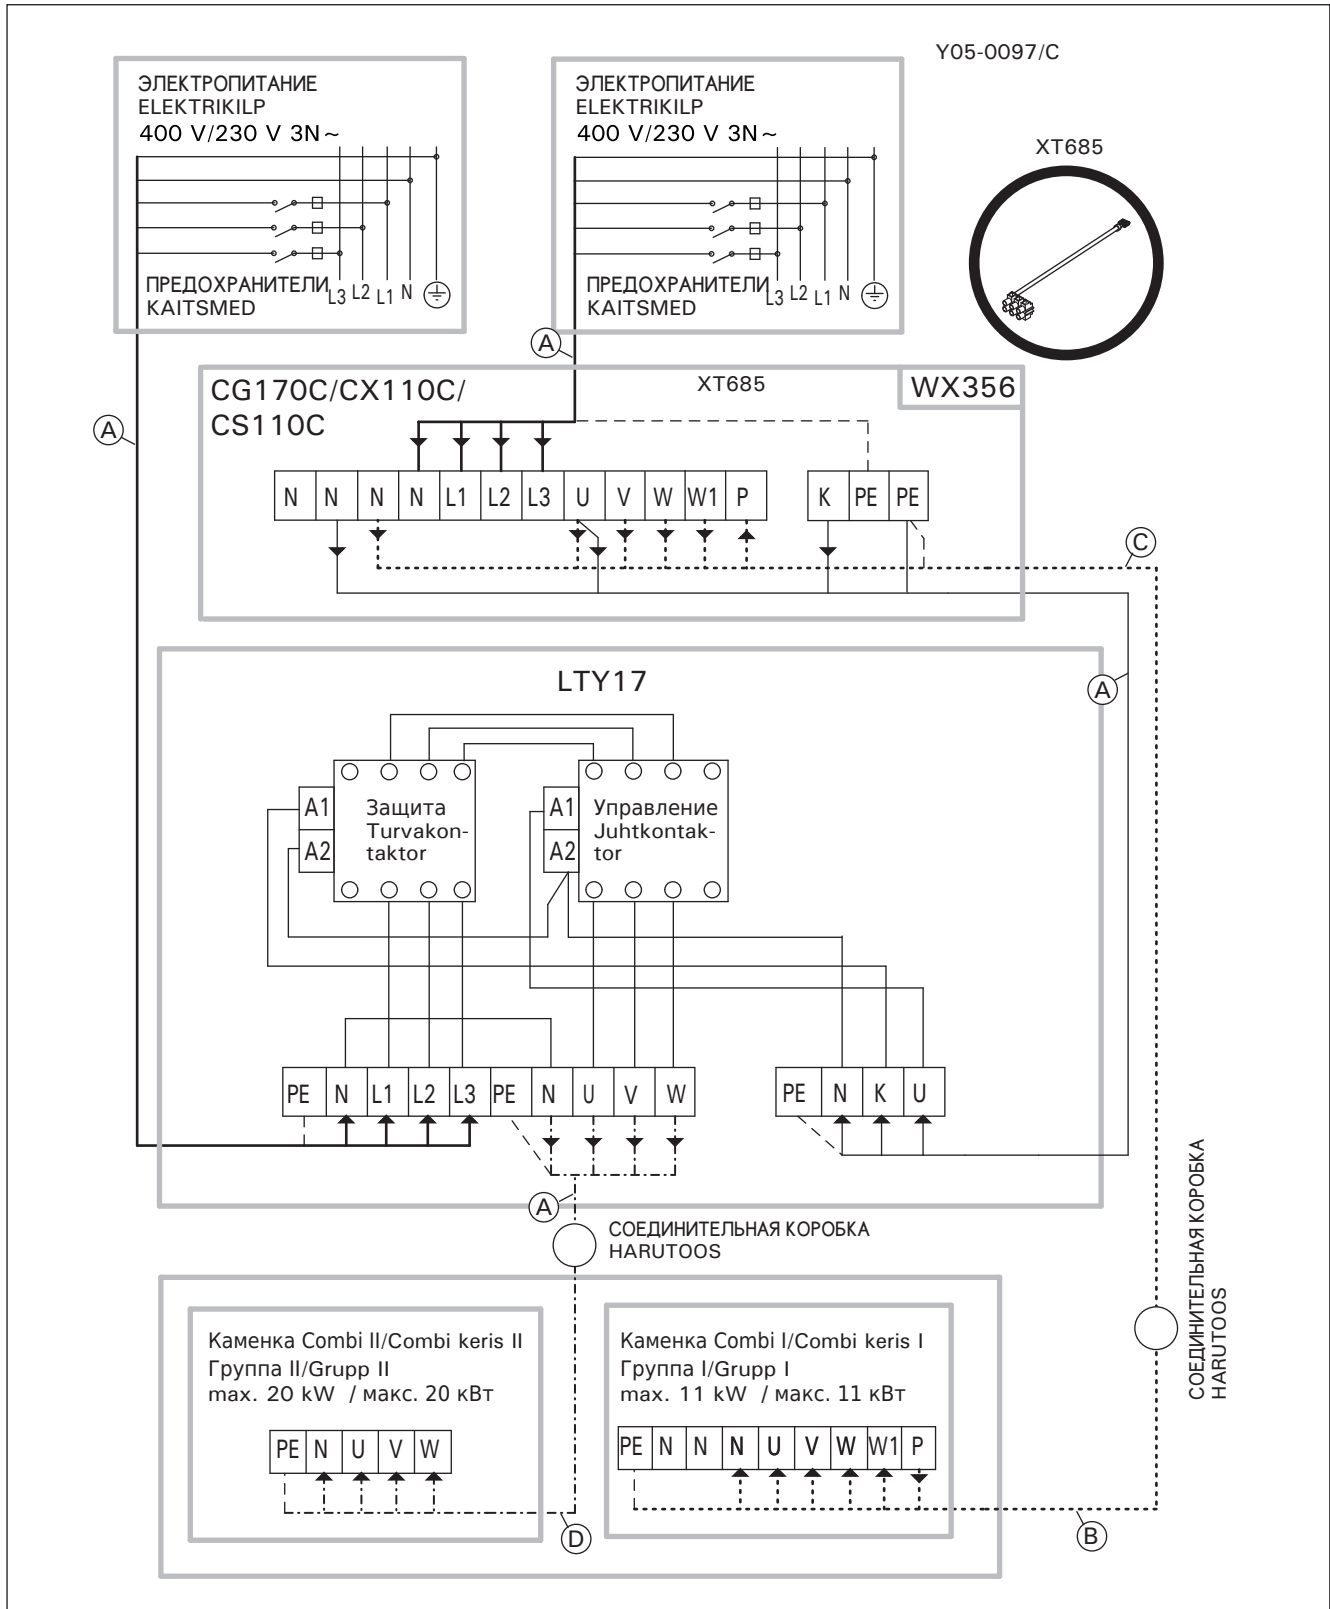 Y05-0097/C
ЭЛЕКТРОПИТАНИЕ
ELEKTRIKILP
400 V/230 V 3N~
ПРЕДОХРАНИТЕЛИ
KAITSMED
L3 L2 L1 N
ЭЛЕКТРОПИТАНИЕ
ELEKTRIKILP
400 V/230 V 3N~
ПРЕДОХРАНИТЕЛИ
KAITSMED
L3 L2 L1 N
XT685
A
A
CG170C/CX110C/
CS110C
XT685
WX356
N N N N L1 L2 L3 U V W W1 P
K PE PE
C
LTY17
A
A1
A2
Защита
Turvakon-
taktor
A1
A2
Управление
Juhtkontak-
tor
PE N L1 L2 L3 PE N U V W
PE N K U
A
СОЕДИНИТЕЛЬНАЯ КОРОБКА
HARUTOOS
СОЕДИНИТЕЛЬНАЯ КОРОБКА
HARUTOOS
Каменка Combi II/Combi keris II
Группа II/Grupp II
max. 20 kW / макс. 20 кВт
PE N U V W
D
Каменка Combi I/Combi keris I
Группа I/Grupp I
max. 11 kW / макс. 11 кВт
PE N N N U V W W1 P
B